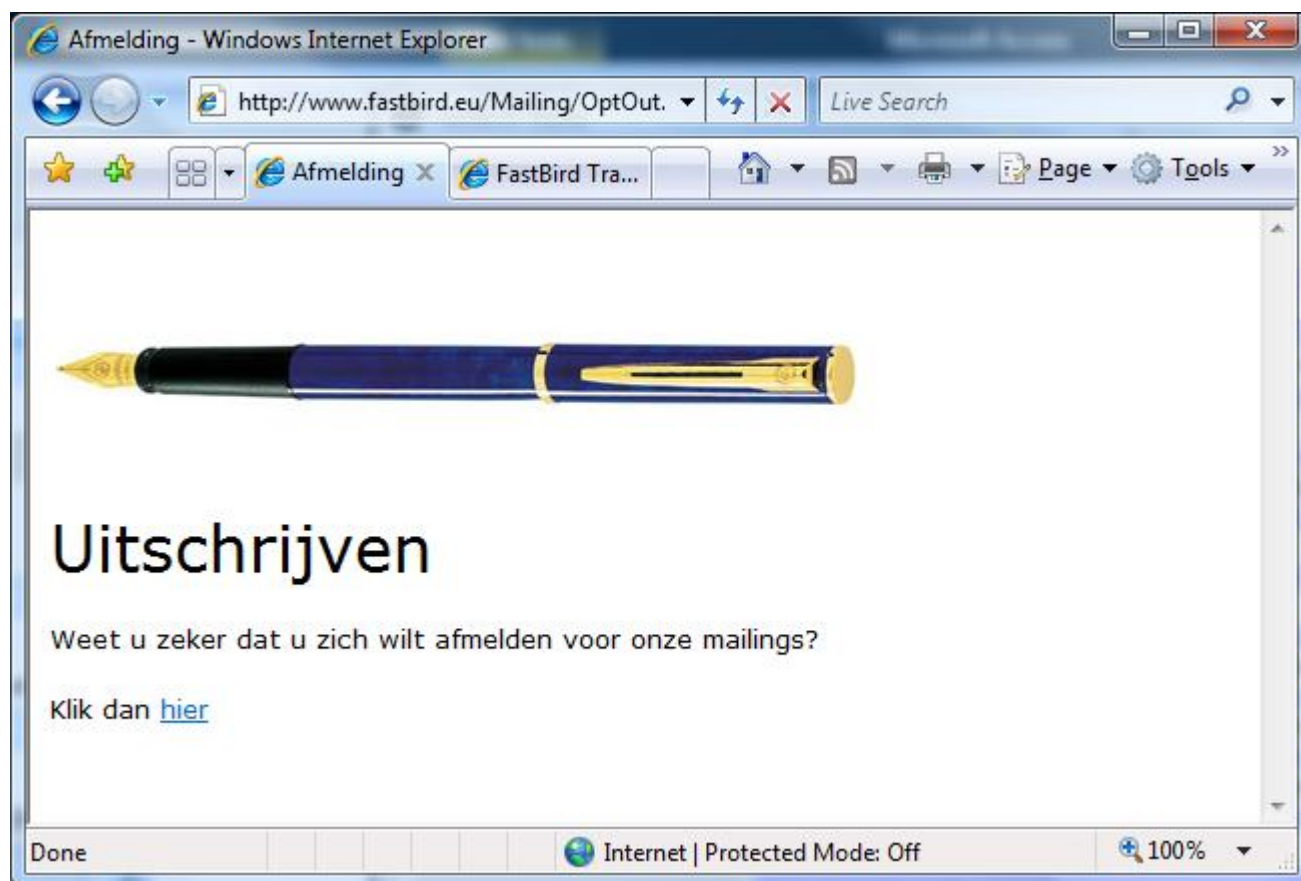 Afmelding - Windows Internet Explorer
http://www.fastbird.eu/Mailing/OptOut.
Live Search
Afmelding
FastBird Tra...
Page
Tools
Uitschrijven
Weet u zeker dat u zich wilt afmelden voor onze mailings?
Klik dan hier
Done
Internet | Protected Mode: Off
100%